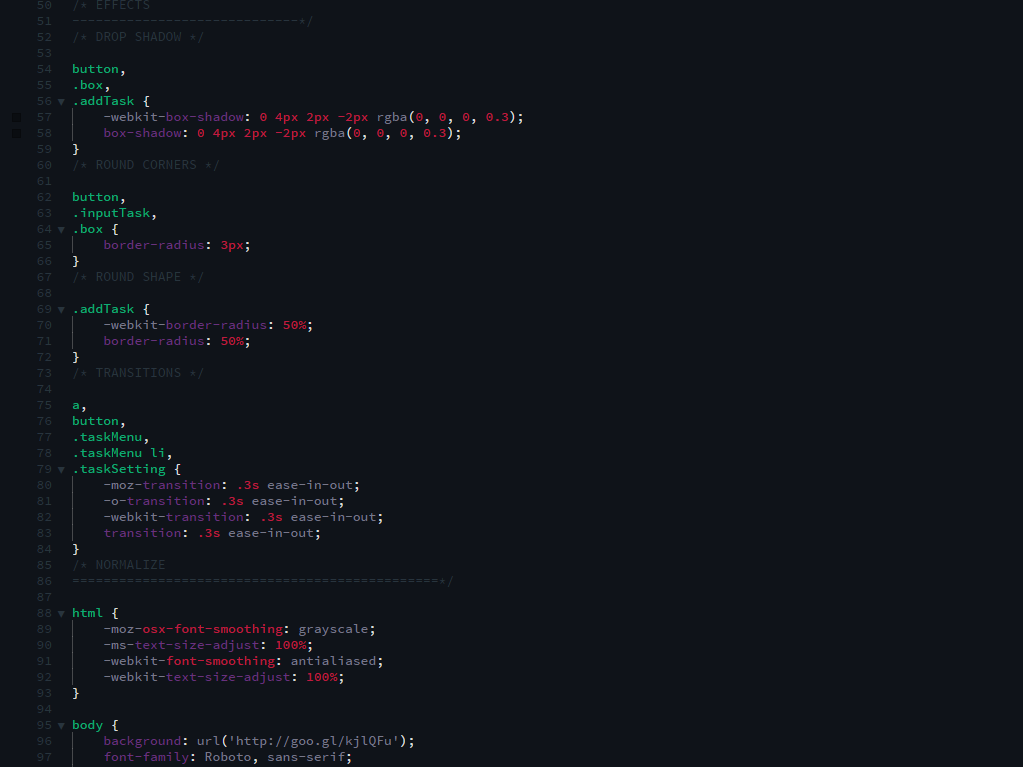 50 /* EFFECTS
51 -----------------------------*/
52 /* DROP SHADOW */
53
54 button,
55 .box,
56 .addTask {
57 -webkit-box-shadow: 0 4px 2px -2px rgba(0, 0, 0, 0.3);
58 box-shadow: 0 4px 2px -2px rgba(0, 0, 0, 0.3);
59 }
60 /* ROUND CORNERS */
61
62 button,
63 .inputTask,
64 .box {
65 border-radius: 3px;
66 }
67 /* ROUND SHAPE */
68
69 .addTask {
70 -webkit-border-radius: 50%;
71 border-radius: 50%;
72 }
73 /* TRANSITIONS */
74
75 a,
76 button,
77 .taskMenu,
78 .taskMenu li,
79 .taskSetting {
80 -moz-transition: .3s ease-in-out;
81 -o-transition: .3s ease-in-out;
82 -webkit-transition: .3s ease-in-out;
83 transition: .3s ease-in-out;
84 }
85 /* NORMALIZE
86 ===============================================*/
87
88 html {
89 -moz-osx-font-smoothing: grayscale;
90 -ms-text-size-adjust: 100%;
91 -webkit-font-smoothing: antialiased;
92 -webkit-text-size-adjust: 100%;
93 }
94
95 body {
96 background: url('http://goo.gl/kjlQFu');
97 font-family: Roboto, sans-serif;